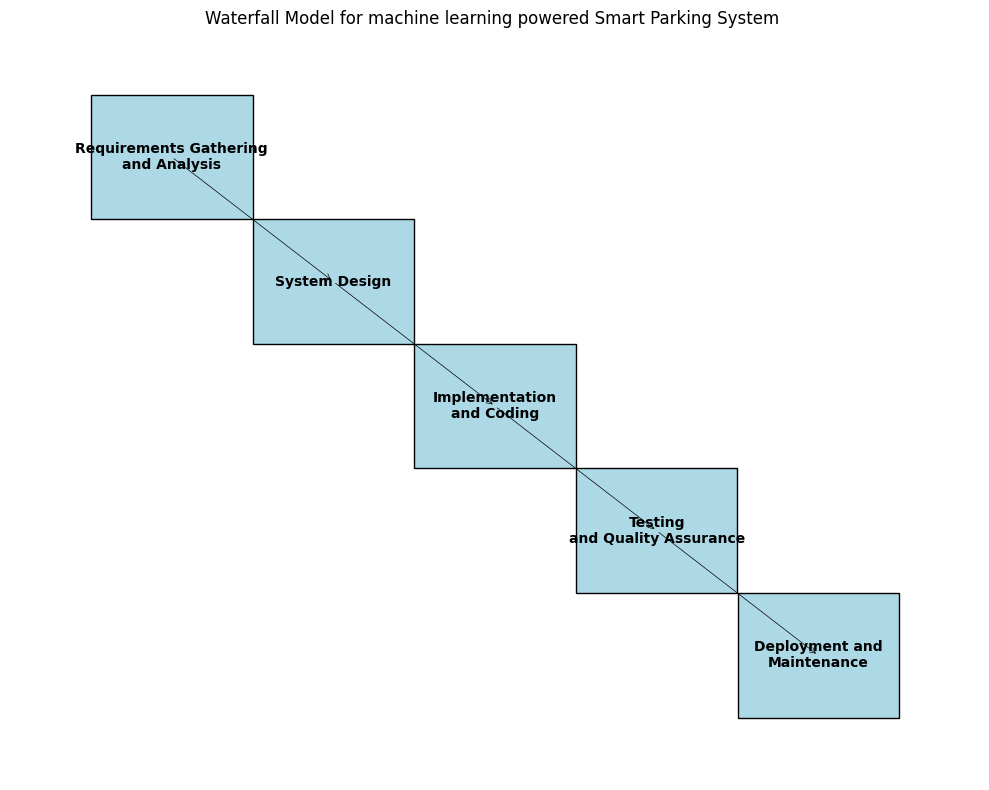 Waterfall Model for machine learning powered Smart Parking System
Requirements Gathering
and Analysis
System Design
Implementation
and Coding
Testing
and Quality Assurance
Deployment and
Maintenance